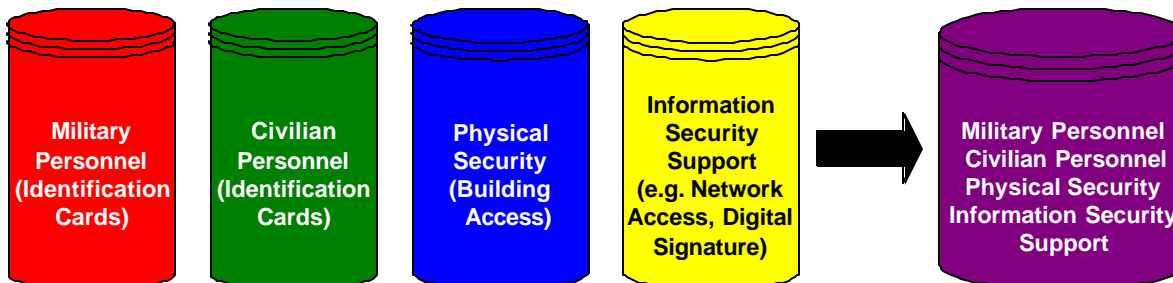 Military
Personnel
(Identification
Cards)
Civilian
Personnel
(Identification
Cards)
Physical
Security
(Building
Access)
Information
Security
Support
(e.g. Network
Access, Digital
Signature)
Military Personnel
Civilian Personnel
Physical Security
Information Security
Support